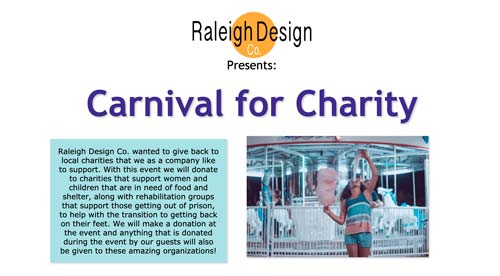 Raleigh Design
Co.
Presents:
Carnival for Charity
Raleigh Design Co. wanted to give back to
local charities that we as a company like
to support. With this event we will donate
to charities that support women and
children that are in need of food and
shelter, along with rehabilitation groups
that support those getting out of prison,
to help with the transition to getting back
on their feet. We will make a donation at
the event and anything that is donated
during the event by our guests will also
be given to these amazing organizations!